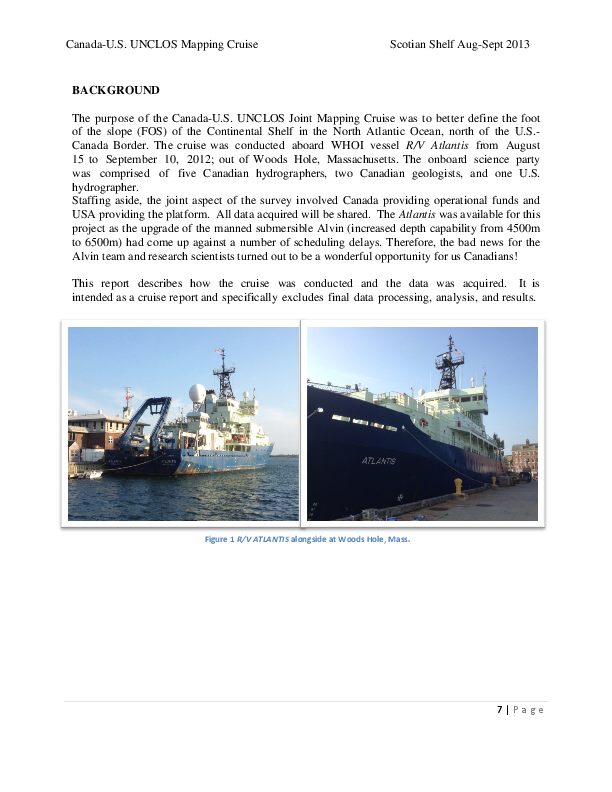 Canada-U.S. UNCLOS Mapping Cruise Scotian Shelf Aug-Sept 2013
BACKGROUND
The purpose of the Canada-U.S. UNCLOS Joint Mapping Cruise was to better define the foot
of the slope (FOS) of the Continental Shelf in the North Atlantic Ocean, north of the U.S.-
Canada Border. The cruise was conducted aboard WHOI vessel R/V Atlantis from August
15 to September 10, 2012; out of Woods Hole, Massachusetts. The onboard science party
was comprised of five Canadian hydrographers, two Canadian geologists, and one U.S.
hydrographer.
Staffing aside, the joint aspect of the survey involved Canada providing operational funds and
USA providing the platform. All data acquired will be shared. The Atlantis was available for this
project as the upgrade of the manned submersible Alvin (increased depth capability from 4500m
to 6500m) had come up against a number of scheduling delays. Therefore, the bad news for the
Alvin team and research scientists turned out to be a wonderful opportunity for us Canadians!
This report describes how the cruise was conducted and the data was acquired. It is
intended as a cruise report and specifically excludes final data processing, analysis, and results.
ATLANTIS
Figure 1 R/V ATLANTIS alongside at Woods Hole, Mass.
7 | Page